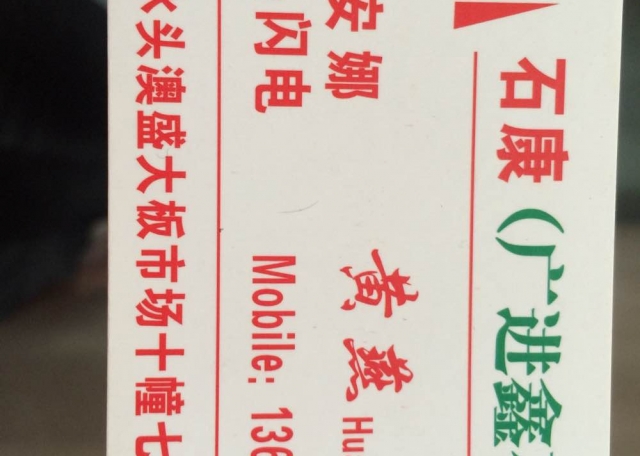 石康(广进鑫
安娜
闪电
黄燕 Hu
Mobile: 136
水头澳盛大板市场十幢七